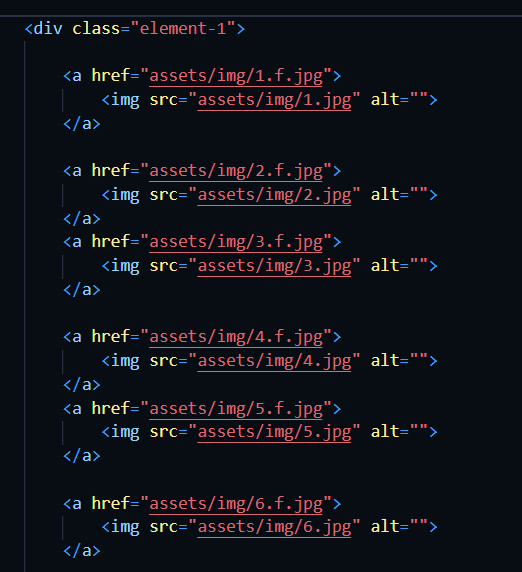 <div class="element-1">
<a href="assets/img/1.f.jpg">
<img src="assets/img/1.jpg" alt="">
</a>
<a href="assets/img/2.f.jpg">
<img src="assets/img/2.jpg" alt="">
</a>
<a href="assets/img/3.f.jpg">
<img src="assets/img/3.jpg" alt="">
</a>
<a href="assets/img/4.f.jpg">
<img src="assets/img/4.jpg" alt="">
</a>
<a href="assets/img/5.f.jpg">
<img src="assets/img/5.jpg" alt="">
</a>
<a href="assets/img/6.f.jpg">
<img src="assets/img/6.jpg" alt="">
</a>